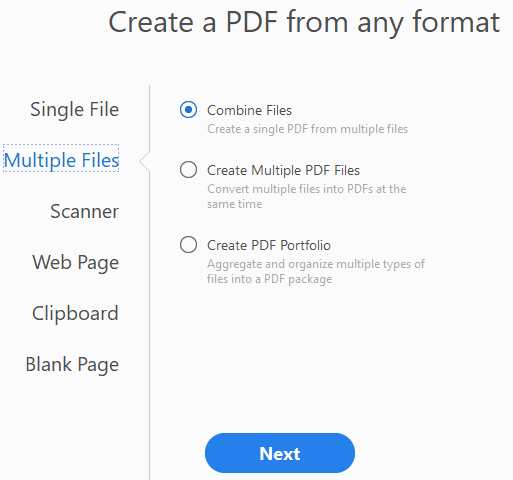 Create a PDF from any format
Single File
Multiple Files
Scanner
Web Page
Clipboard
Blank Page
Combine Files
Create a single PDF from multiple files
Create Multiple PDF Files
Convert multiple files into PDFs at the
same time
Create PDF Portfolio
Aggregate and organize multiple types of
files into a PDF package
Next